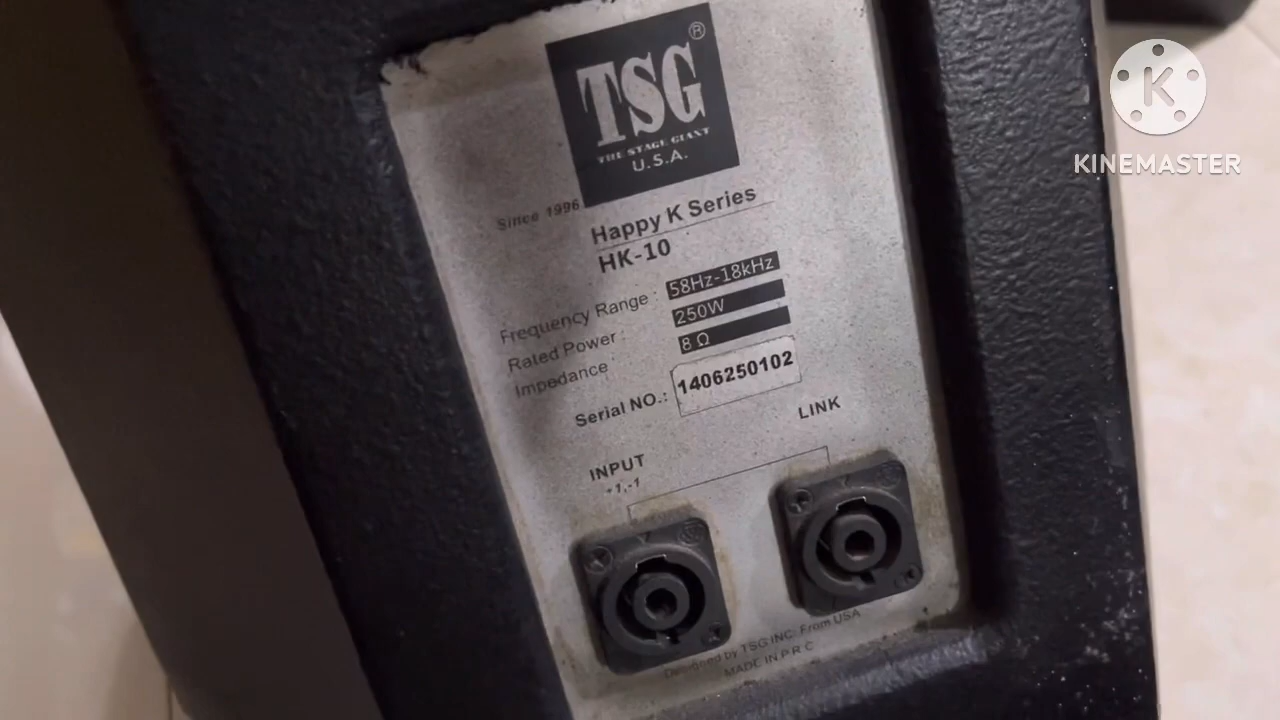 TSG®
THE STAGE GIANT
U.S.A.
Since 1996
Happy K Series
HK-10
Frequency Range : 58Hz-18kHz
Rated Power : 250W
Impedance : 8 Ω
Serial NO.: 1406250102
LINK
INPUT
+1,-1
Designed by TSG INC. From USA
MADE IN P R C
K
KINEMASTER